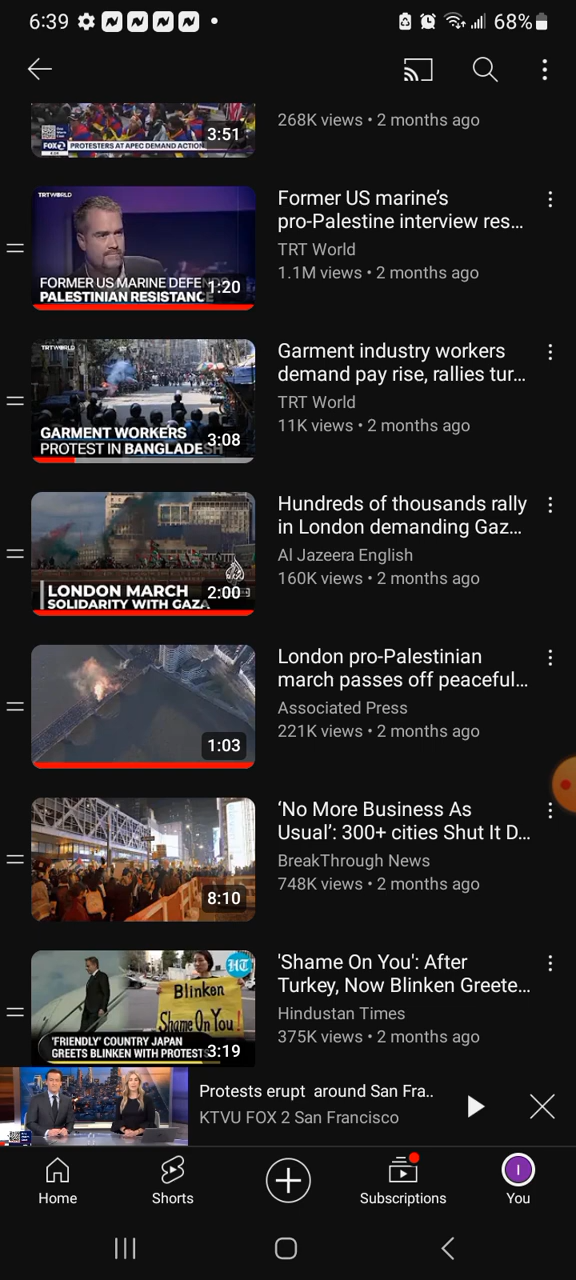 6:39
68%
PROTESTERS AT APEC DEMAND ACTION
3:51
268K views • 2 months ago
TRT WORLD
FORMER US MARINE DEFENDS
PALESTINIAN RESISTANCE
1:20
Former US marine’s
pro-Palestine interview res...
TRT World
1.1M views • 2 months ago
TRT WORLD
GARMENT WORKERS
PROTEST IN BANGLADESH
3:08
Garment industry workers
demand pay rise, rallies tur...
TRT World
11K views • 2 months ago
LONDON MARCH
SOLIDARITY WITH GAZA
2:00
Hundreds of thousands rally
in London demanding Gaz...
Al Jazeera English
160K views • 2 months ago
1:03
London pro-Palestinian
march passes off peaceful...
Associated Press
221K views • 2 months ago
8:10
‘No More Business As
Usual’: 300+ cities Shut It D...
BreakThrough News
748K views • 2 months ago
HT
Blinken
Shame On You!
'FRIENDLY' COUNTRY JAPAN
GREETS BLINKEN WITH PROTESTS
3:19
'Shame On You': After
Turkey, Now Blinken Greete...
Hindustan Times
375K views • 2 months ago
Protests erupt around San Fra..
KTVU FOX 2 San Francisco
Home
Shorts
Subscriptions
I
You